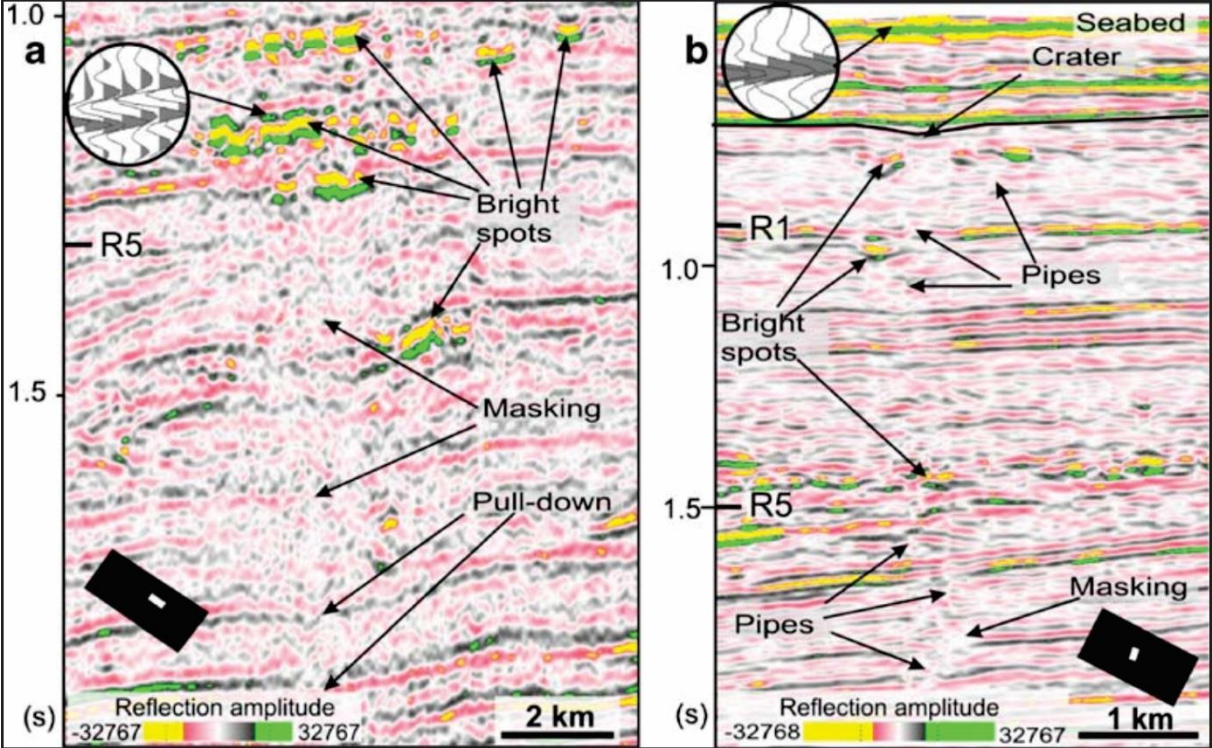 1.0
a
Bright
spots
R5
1.5
Masking
Pull-down
(s)
Reflection amplitude
-32767
32767
2 km
b
Seabed
Crater
R1
1.0
Pipes
Bright
spots
1.5
R5
Masking
Pipes
(s)
Reflection amplitude
-32768
32767
1 km